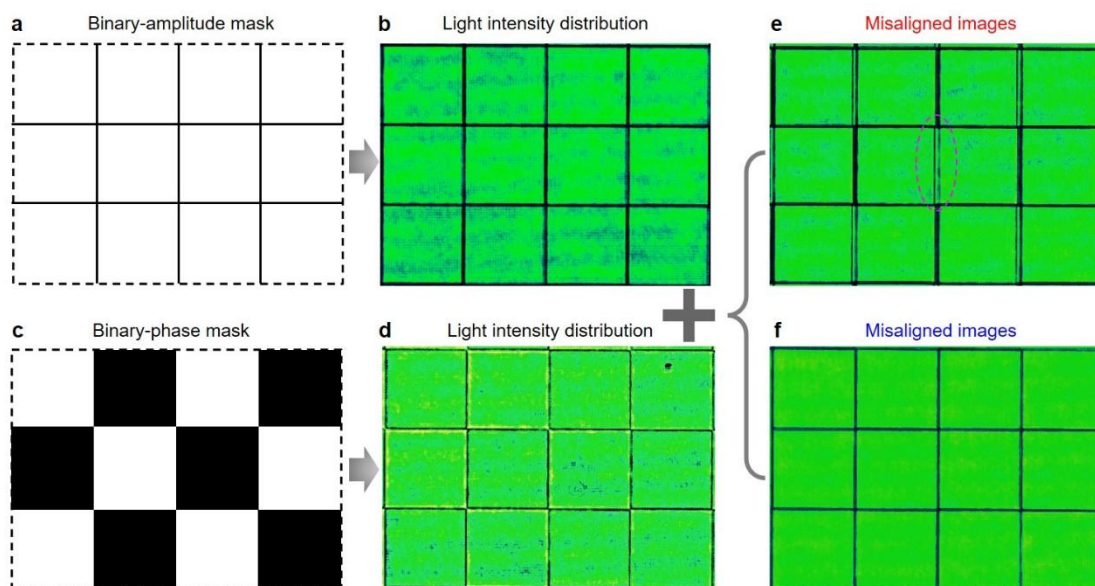 a Binary-amplitude mask
b Light intensity distribution
e Misaligned images
c Binary-phase mask
d Light intensity distribution
f Misaligned images